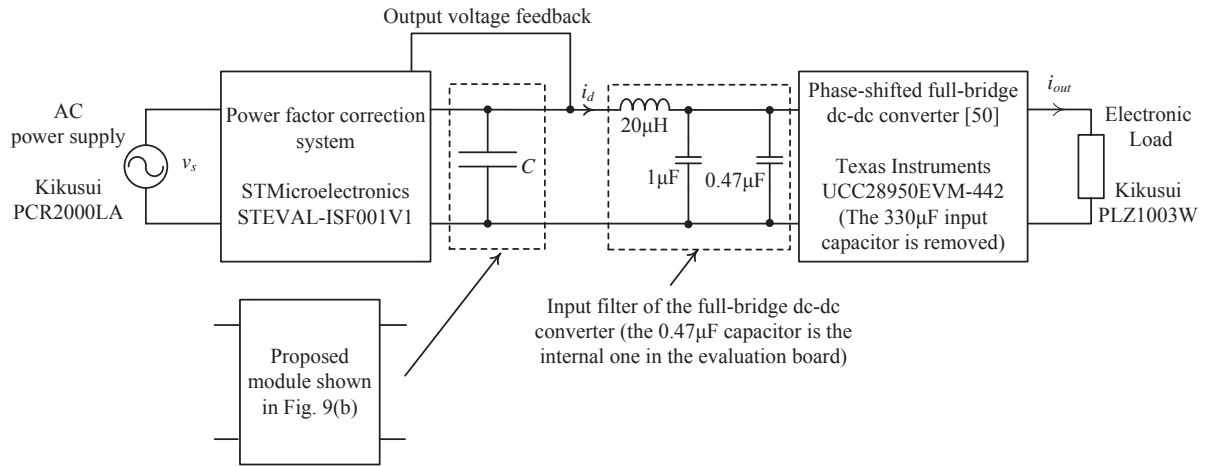 Output voltage feedback
AC
power supply
v_s
Kikusui
PCR2000LA
Power factor correction
system
STMicroelectronics
STEVAL-ISF001V1
C
i_d
20μH
1μF
0.47μF
Phase-shifted full-bridge
dc-dc converter [50]
Texas Instruments
UCC28950EVM-442
(The 330μF input
capacitor is removed)
i_out
Electronic
Load
Kikusui
PLZ1003W
Input filter of the full-bridge dc-dc
converter (the 0.47μF capacitor is the
internal one in the evaluation board)
Proposed
module shown
in Fig. 9(b)